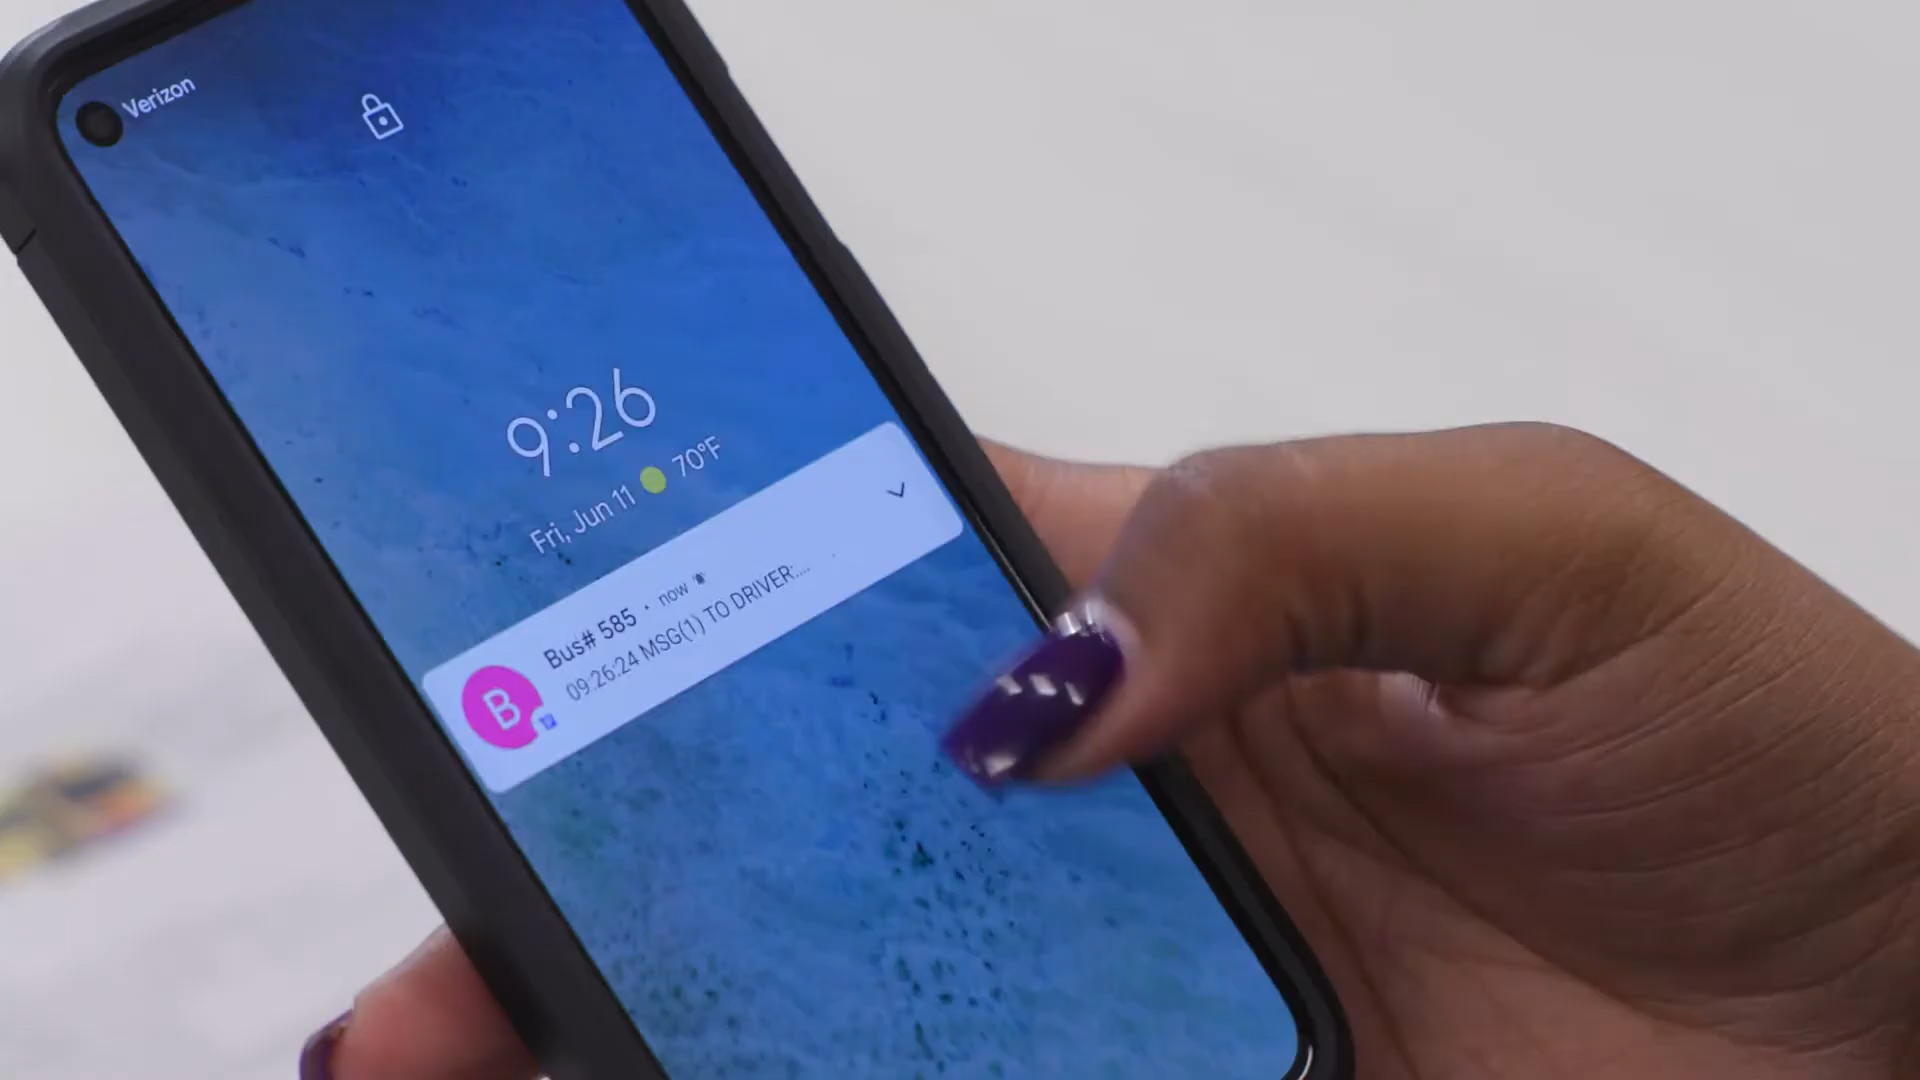 Verizon
9:26
Fri, Jun 11 70°F
Bus# 585 · now
09:26:24 MSG(1) TO DRIVER:....
B